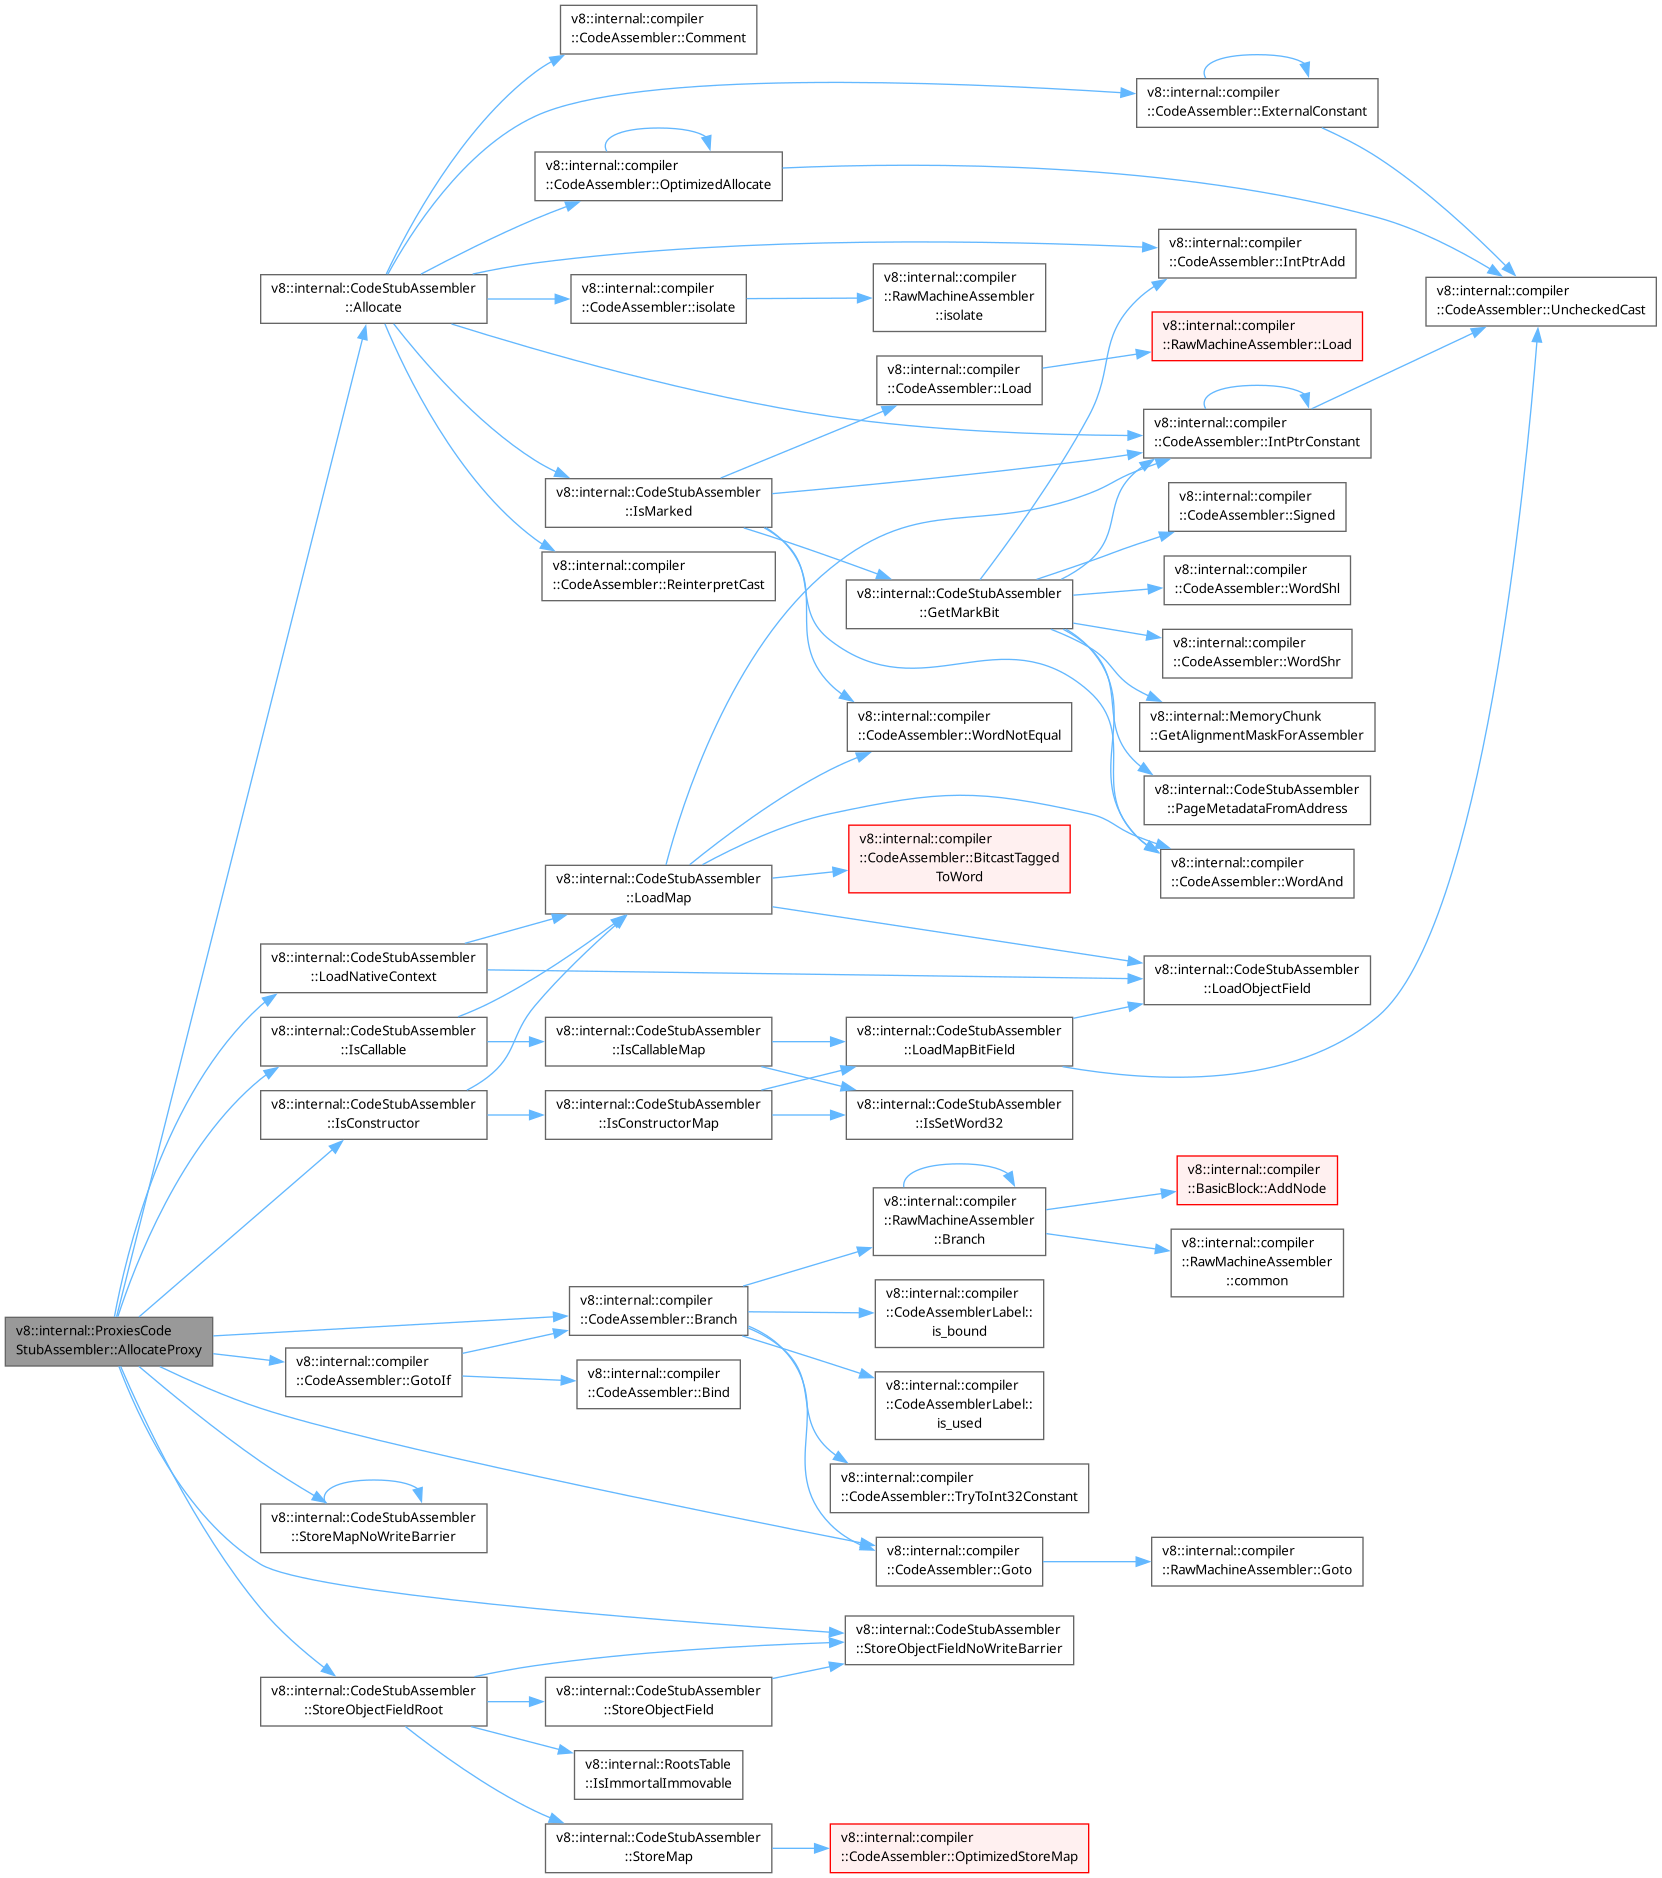 v8::internal::ProxiesCode
StubAssembler::AllocateProxy
v8::internal::CodeStubAssembler
::Allocate
v8::internal::compiler
::CodeAssembler::Comment
v8::internal::compiler
::CodeAssembler::ExternalConstant
v8::internal::compiler
::CodeAssembler::OptimizedAllocate
v8::internal::compiler
::CodeAssembler::IntPtrAdd
v8::internal::compiler
::CodeAssembler::UncheckedCast
v8::internal::compiler
::CodeAssembler::isolate
v8::internal::compiler
::RawMachineAssembler
::isolate
v8::internal::compiler
::RawMachineAssembler::Load
v8::internal::compiler
::CodeAssembler::Load
v8::internal::compiler
::CodeAssembler::IntPtrConstant
v8::internal::CodeStubAssembler
::IsMarked
v8::internal::compiler
::CodeAssembler::Signed
v8::internal::compiler
::CodeAssembler::ReinterpretCast
v8::internal::CodeStubAssembler
::GetMarkBit
v8::internal::compiler
::CodeAssembler::WordShl
v8::internal::compiler
::CodeAssembler::WordShr
v8::internal::compiler
::CodeAssembler::WordNotEqual
v8::internal::MemoryChunk
::GetAlignmentMaskForAssembler
v8::internal::CodeStubAssembler
::PageMetadataFromAddress
v8::internal::compiler
::CodeAssembler::BitcastTagged
ToWord
v8::internal::compiler
::CodeAssembler::WordAnd
v8::internal::CodeStubAssembler
::LoadMap
v8::internal::CodeStubAssembler
::LoadNativeContext
v8::internal::CodeStubAssembler
::LoadObjectField
v8::internal::CodeStubAssembler
::IsCallable
v8::internal::CodeStubAssembler
::IsCallableMap
v8::internal::CodeStubAssembler
::LoadMapBitField
v8::internal::CodeStubAssembler
::IsConstructor
v8::internal::CodeStubAssembler
::IsConstructorMap
v8::internal::CodeStubAssembler
::IsSetWord32
v8::internal::compiler
::RawMachineAssembler
::Branch
v8::internal::compiler
::BasicBlock::AddNode
v8::internal::compiler
::RawMachineAssembler
::common
v8::internal::compiler
::CodeAssembler::Branch
v8::internal::compiler
::CodeAssemblerLabel::
is_bound
v8::internal::compiler
::CodeAssembler::GotoIf
v8::internal::compiler
::CodeAssembler::Bind
v8::internal::compiler
::CodeAssemblerLabel::
is_used
v8::internal::compiler
::CodeAssembler::TryToInt32Constant
v8::internal::CodeStubAssembler
::StoreMapNoWriteBarrier
v8::internal::compiler
::CodeAssembler::Goto
v8::internal::compiler
::RawMachineAssembler::Goto
v8::internal::CodeStubAssembler
::StoreObjectFieldNoWriteBarrier
v8::internal::CodeStubAssembler
::StoreObjectFieldRoot
v8::internal::CodeStubAssembler
::StoreObjectField
v8::internal::RootsTable
::IsImmortalImmovable
v8::internal::CodeStubAssembler
::StoreMap
v8::internal::compiler
::CodeAssembler::OptimizedStoreMap